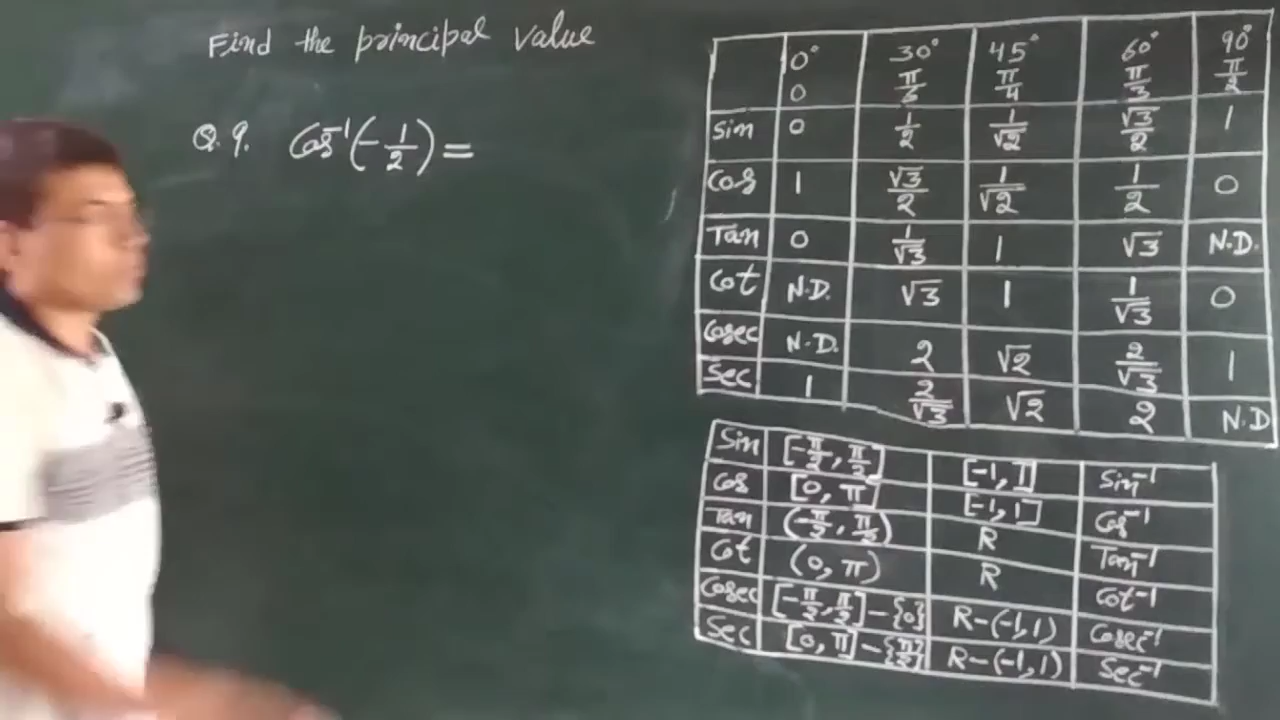 Find the principal value
Q. 9. Cos⁻¹(-1/2) =
0° 30° 45° 60° 90°
0 π/6 π/4 π/3 π/2
Sin 0 1/2 1/√2 √3/2 1
Cos 1 √3/2 1/√2 1/2 0
Tan 0 1/√3 1 √3 N.D.
Cot N.D. √3 1 1/√3 0
Cosec N.D. 2 √2 2/√3 1
Sec 1 2/√3 √2 2 N.D
Sin [-π/2, π/2] [-1, 1] Sin⁻¹
Cos [0, π] [-1, 1] Cos⁻¹
Tan (-π/2, π/2) R Tan⁻¹
Cot (0, π) R Cot⁻¹
Cosec [-π/2, π/2] - {0} R-(-1,1) Cosec⁻¹
Sec [0, π] - {π/2} R-(-1,1) Sec⁻¹